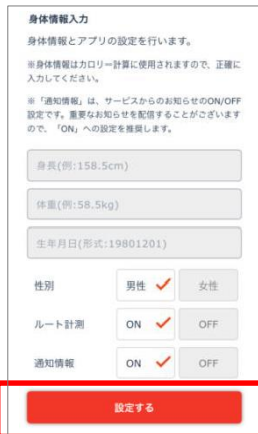 身体情報入力
身体情報とアプリの設定を行います。
※身体情報はカロリー計算に使用されますので、正確に
入力してください。
※「通知情報」は、サービスからのお知らせのON/OFF
設定です。重要なお知らせを配信することがございます
ので、「ON」への設定を推奨します。
身長(例:158.5cm)
体重(例:58.5kg)
生年月日(形式:19801201)
性別 男性 女性
ルート計測 ON OFF
通知情報 ON OFF
設定する